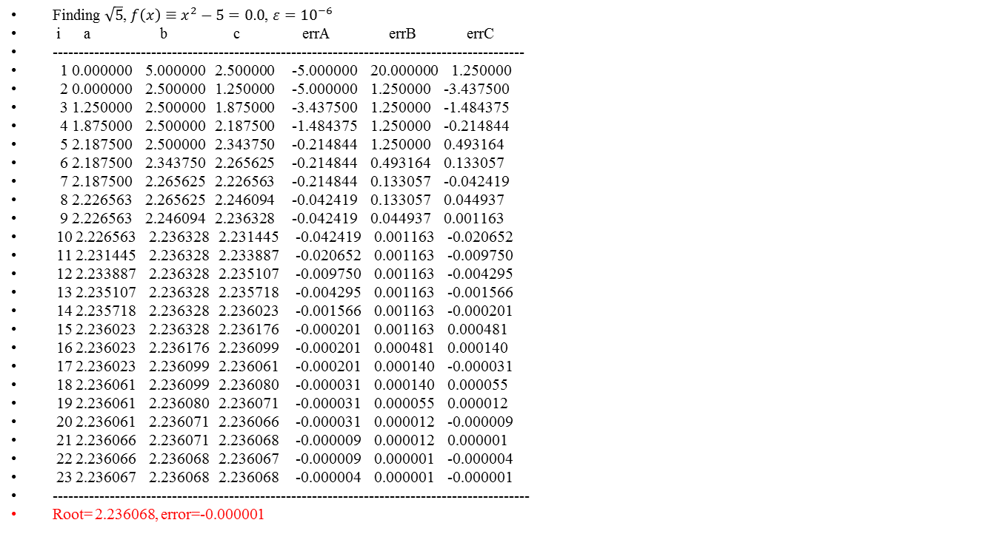 • Finding √5, f(x) ≡ x² − 5 = 0.0, ε = 10⁻⁶
• i a b c errA errB errC
• ---------------------------------------------------------------------------------------------------
• 1 0.000000 5.000000 2.500000 -5.000000 20.000000 1.250000
• 2 0.000000 2.500000 1.250000 -5.000000 1.250000 -3.437500
• 3 1.250000 2.500000 1.875000 -3.437500 1.250000 -1.484375
• 4 1.875000 2.500000 2.187500 -1.484375 1.250000 -0.214844
• 5 2.187500 2.500000 2.343750 -0.214844 1.250000 0.493164
• 6 2.187500 2.343750 2.265625 -0.214844 0.493164 0.133057
• 7 2.187500 2.265625 2.226563 -0.214844 0.133057 -0.042419
• 8 2.226563 2.265625 2.246094 -0.042419 0.133057 0.044937
• 9 2.226563 2.246094 2.236328 -0.042419 0.044937 0.001163
• 10 2.226563 2.236328 2.231445 -0.042419 0.001163 -0.020652
• 11 2.231445 2.236328 2.233887 -0.020652 0.001163 -0.009750
• 12 2.233887 2.236328 2.235107 -0.009750 0.001163 -0.004295
• 13 2.235107 2.236328 2.235718 -0.004295 0.001163 -0.001566
• 14 2.235718 2.236328 2.236023 -0.001566 0.001163 -0.000201
• 15 2.236023 2.236328 2.236176 -0.000201 0.001163 0.000481
• 16 2.236023 2.236176 2.236099 -0.000201 0.000481 0.000140
• 17 2.236023 2.236099 2.236061 -0.000201 0.000140 -0.000031
• 18 2.236061 2.236099 2.236080 -0.000031 0.000140 0.000055
• 19 2.236061 2.236080 2.236071 -0.000031 0.000055 0.000012
• 20 2.236061 2.236071 2.236066 -0.000031 0.000012 -0.000009
• 21 2.236066 2.236071 2.236068 -0.000009 0.000012 0.000001
• 22 2.236066 2.236068 2.236067 -0.000009 0.000001 -0.000004
• 23 2.236067 2.236068 2.236068 -0.000004 0.000001 -0.000001
• ----------------------------------------------------------------------------------------------------
• Root= 2.236068, error=-0.000001